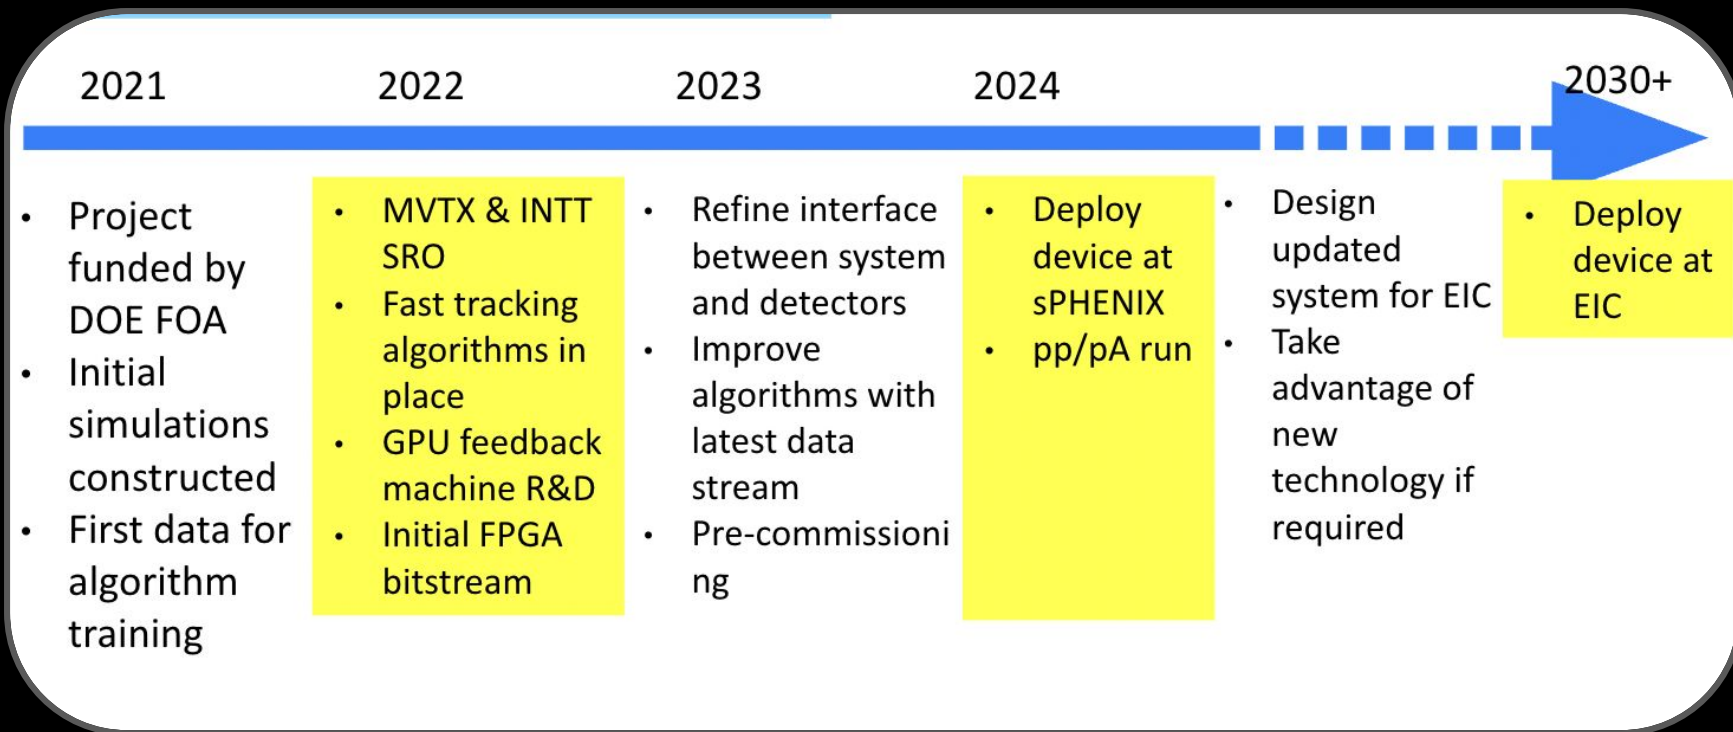 2021
2022
2023
2024
2030+
• Project
funded by
DOE FOA
• Initial
simulations
constructed
• First data for
algorithm
training
• MVTX & INTT
SRO
• Fast tracking
algorithms in
place
• GPU feedback
machine R&D
• Initial FPGA
bitstream
• Refine interface
between system
and detectors
• Improve
algorithms with
latest data
stream
• Pre-commissioni
ng
• Deploy
device at
sPHENIX
• pp/pA run
• Design
updated
system for EIC
• Take
advantage of
new
technology if
required
• Deploy
device at
EIC